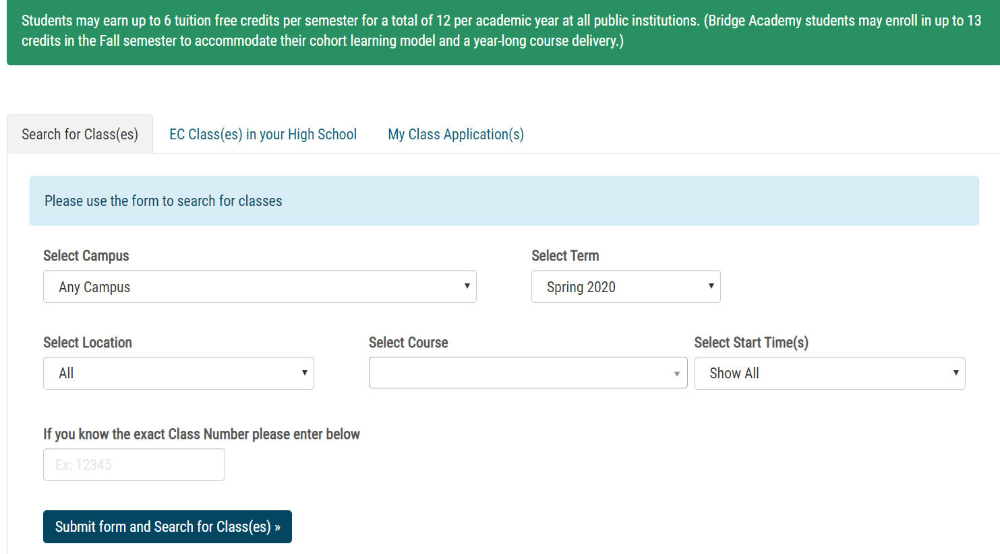 Students may earn up to 6 tuition free credits per semester for a total of 12 per academic year at all public institutions. (Bridge Academy students may enroll in up to 13
credits in the Fall semester to accommodate their cohort learning model and a year-long course delivery.)
Search for Class(es)
EC Class(es) in your High School
My Class Application(s)
Please use the form to search for classes
Select Campus
Select Term
Any Campus
Spring 2020
Select Location
Select Course
Select Start Time(s)
All
Show All
If you know the exact Class Number please enter below
Ex: 12345
Submit form and Search for Class(es) »